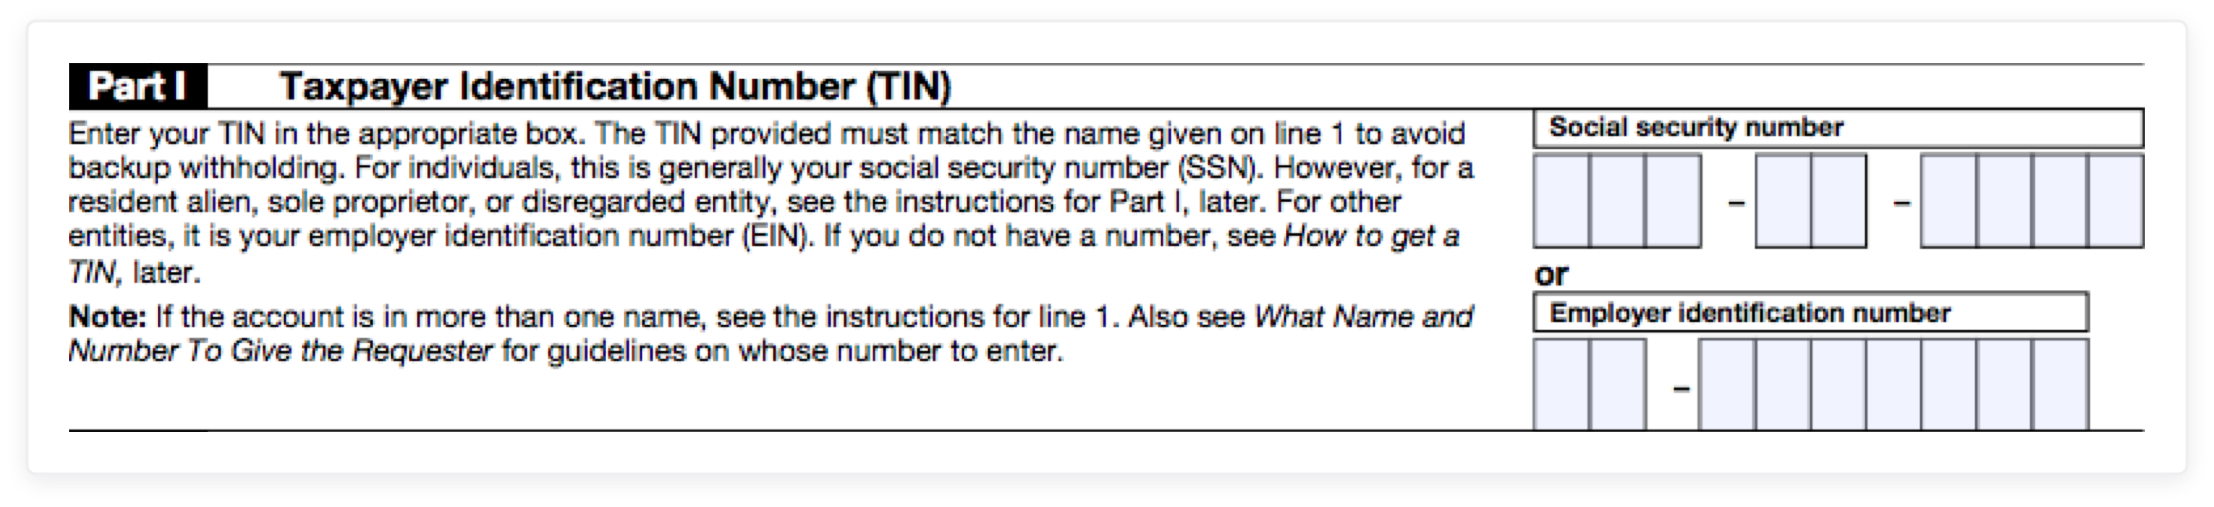 Part I Taxpayer Identification Number (TIN)
Enter your TIN in the appropriate box. The TIN provided must match the name given on line 1 to avoid
backup withholding. For individuals, this is generally your social security number (SSN). However, for a
resident alien, sole proprietor, or disregarded entity, see the instructions for Part I, later. For other
entities, it is your employer identification number (EIN). If you do not have a number, see How to get a
TIN, later.
Note: If the account is in more than one name, see the instructions for line 1. Also see What Name and
Number To Give the Requester for guidelines on whose number to enter.
Social security number
– –
or
Employer identification number
–